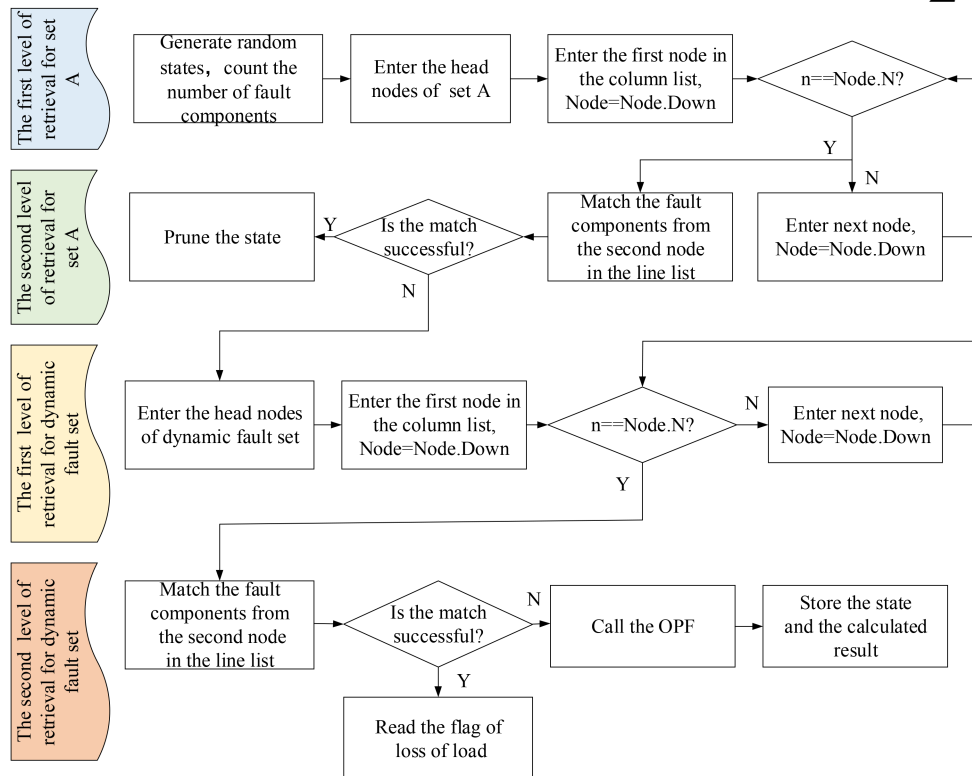 The first level of
retrieval for set
A
Generate random
states, count the
number of fault
components
Enter the head
nodes of set A
Enter the first node in
the column list,
Node=Node.Down
n==Node.N?
Y
N
The second level
of retrieval for
set A
Prune the state
Y
Is the match
successful?
N
Match the fault
components from
the second node
in the line list
Enter next node,
Node=Node.Down
The first level of
retrieval for dynamic
fault set
Enter the head nodes
of dynamic fault set
Enter the first node in
the column list,
Node=Node.Down
n==Node.N?
N
Enter next node,
Node=Node.Down
Y
The second level of
retrieval for dynamic
fault set
Match the fault
components from
the second node
in the line list
Is the match
successful?
N
Call the OPF
Store the state
and the calculated
result
Y
Read the flag of
loss of load